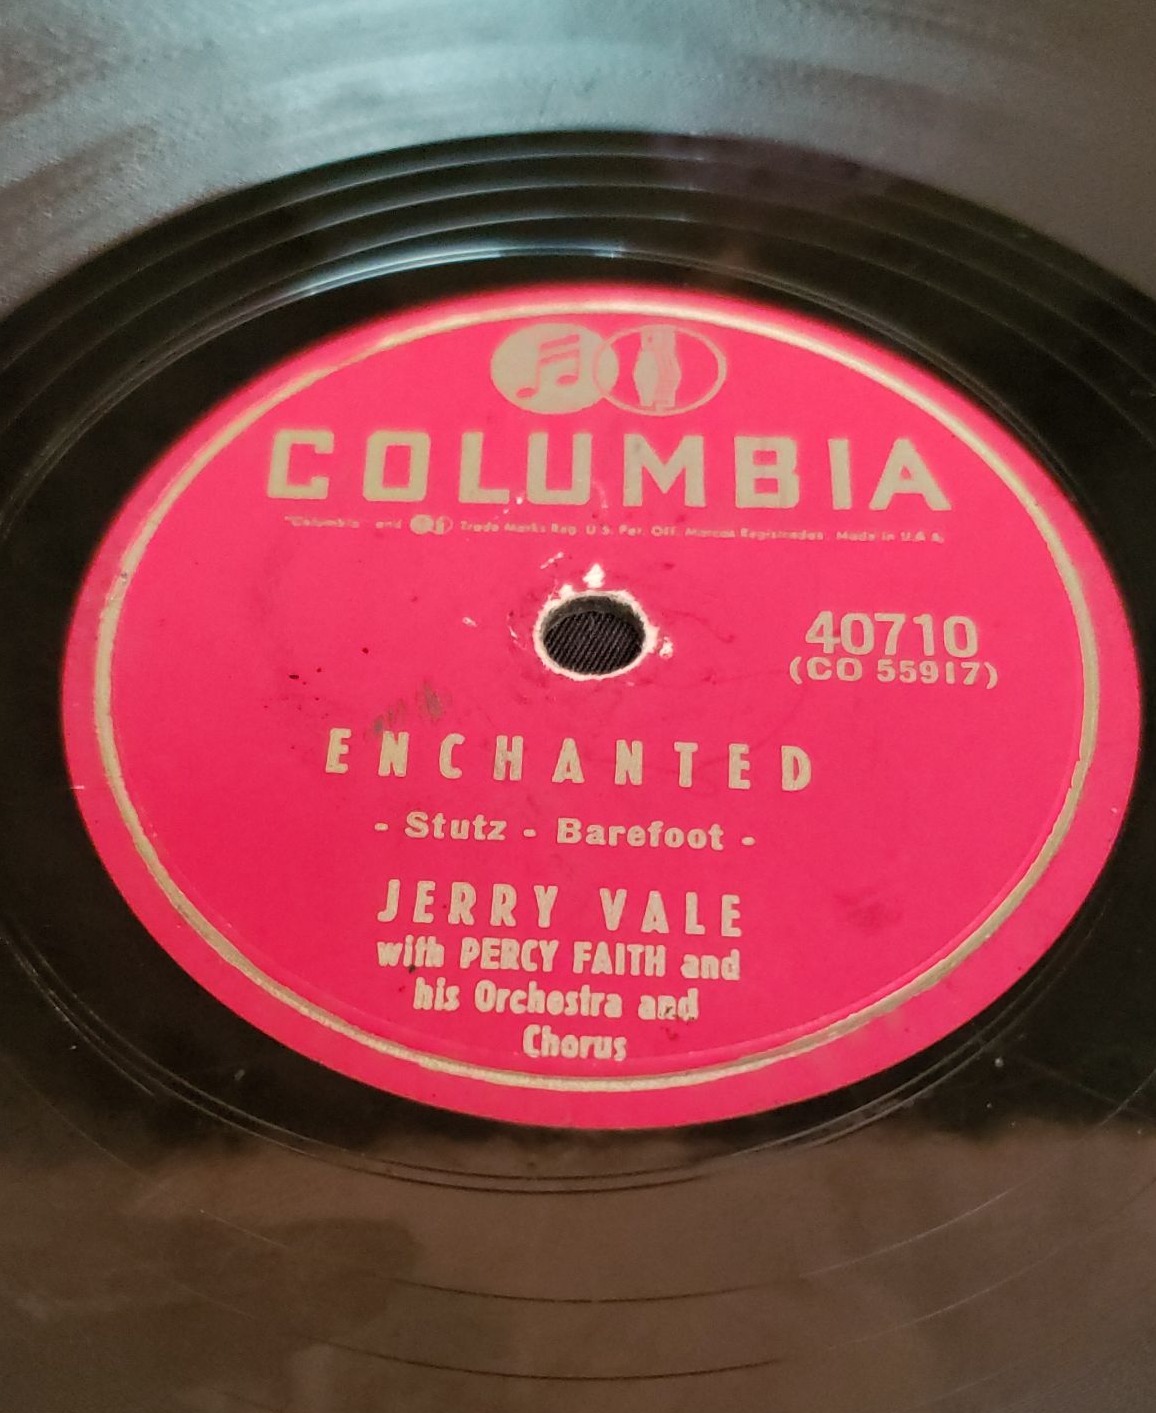 COLUMBIA
"Columbia" and Trade Marks Reg. U.S. Pat. Off. Marcas Registradas. Made in U.S.A.
40710
(CO 55917)
ENCHANTED
- Stutz - Barefoot -
JERRY VALE
with PERCY FAITH and
his Orchestra and
Chorus